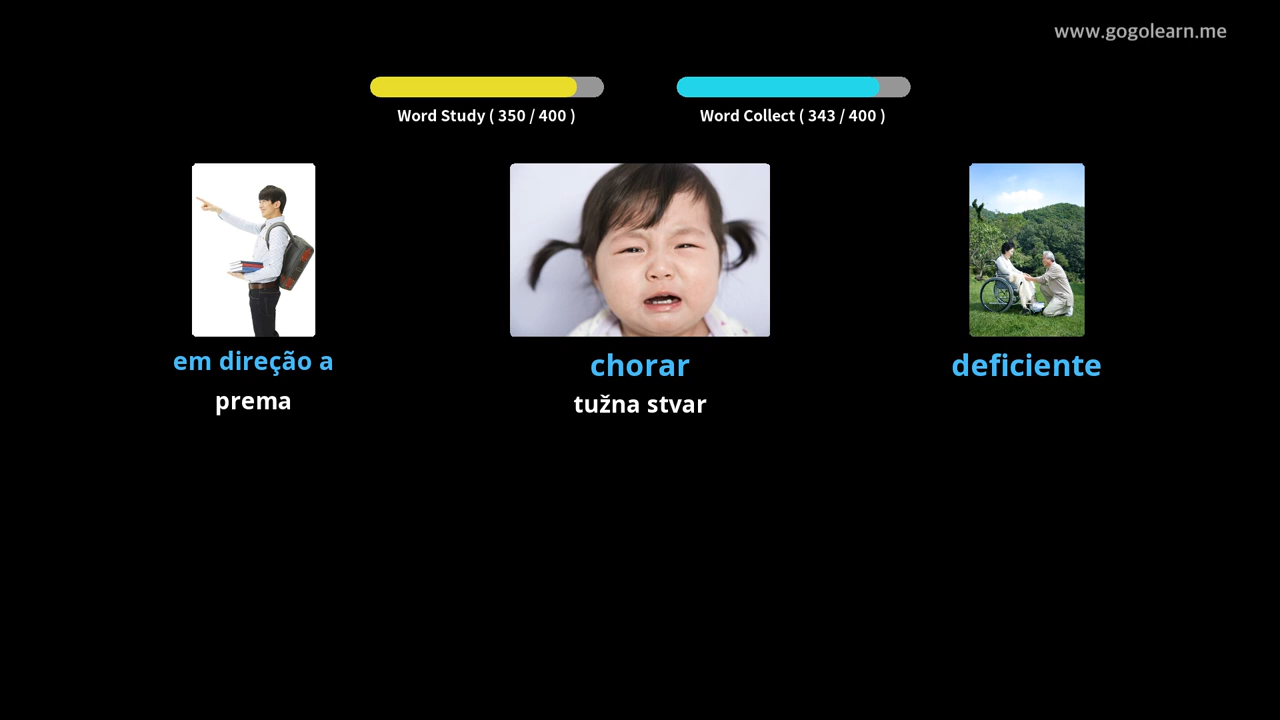 www.gogolearn.me
Word Study ( 350 / 400 )
Word Collect ( 343 / 400 )
em direção a
prema
chorar
tužna stvar
deficiente